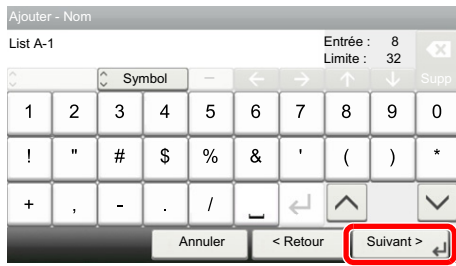 Ajouter - Nom
List A-1
Entrée : 8
Limite : 32
Symbol - ← → ↑ ↓ Supp
1 2 3 4 5 6 7 8 9 0
! " # $ % & ' ( ) *
+ , - . / ␣
Annuler < Retour Suivant >